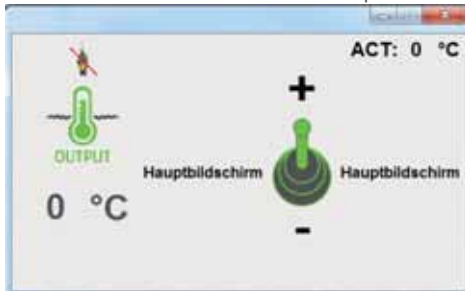 ACT: 0 °C
+
OUTPUT
Hauptbildschirm Hauptbildschirm
0 °C
-